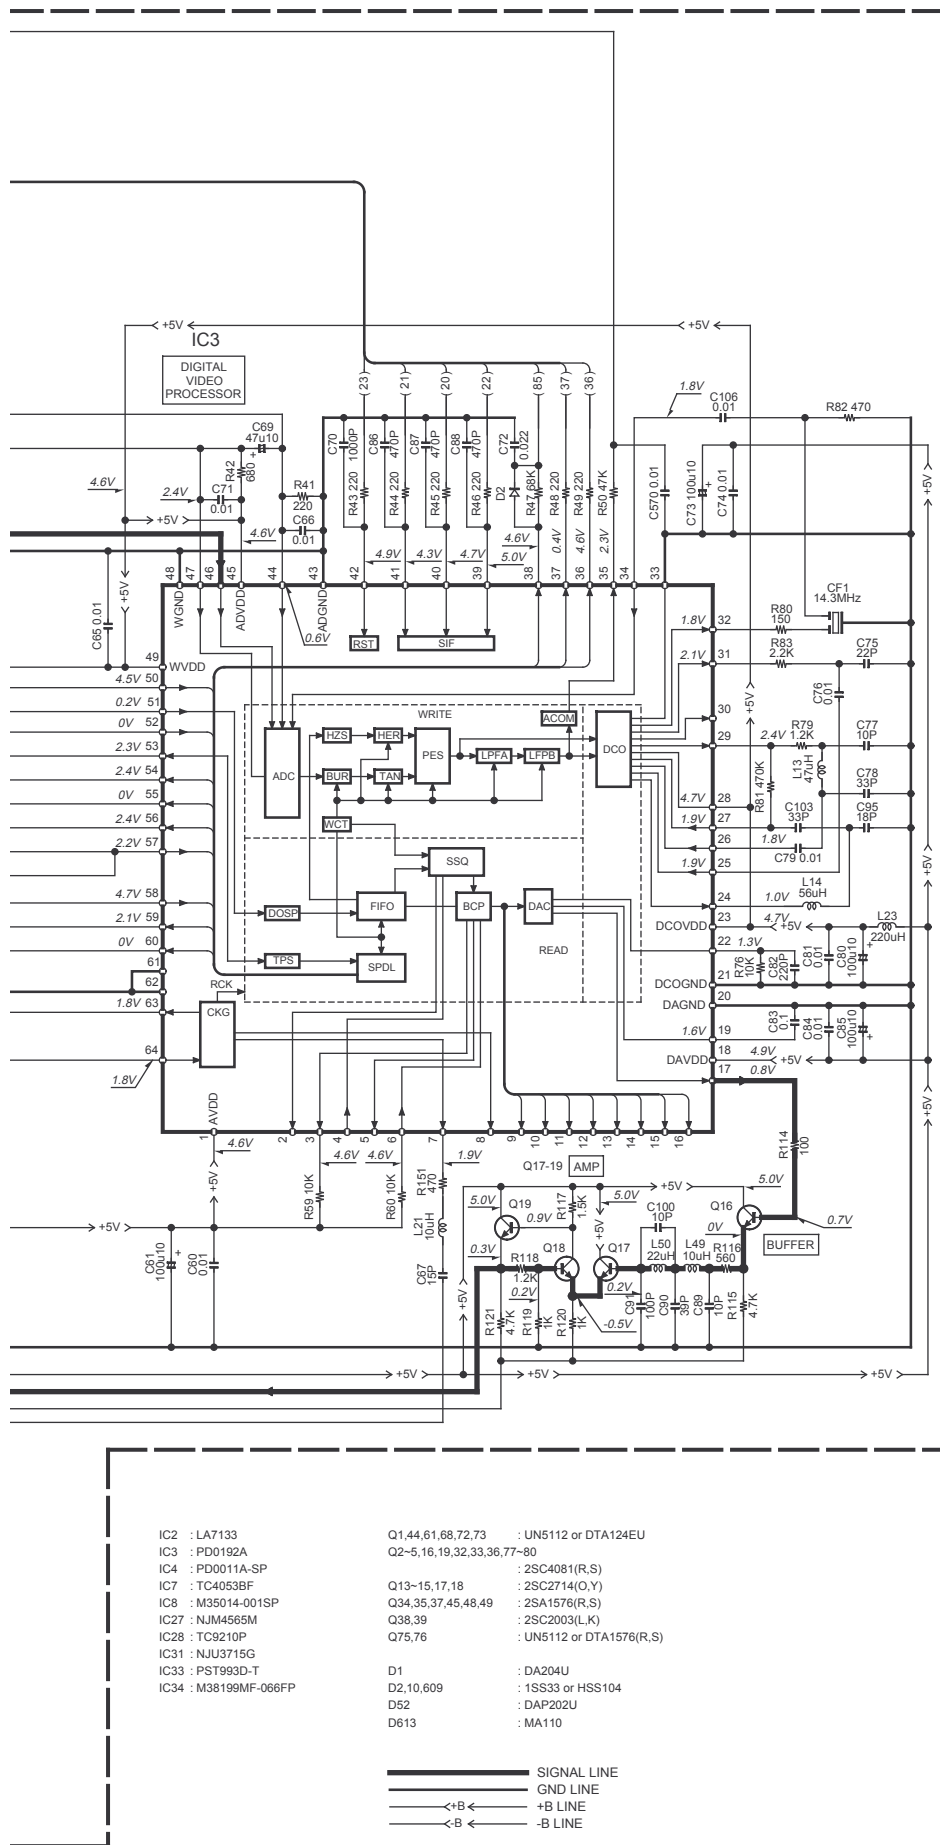 +5V
+5V
IC3
DIGITAL
VIDEO
PROCESSOR
23
21
20
22
85
37
36
1.8V
C106
0.01
R82 470
C69
47u10
+
R42
680
C70
1000P
C86
470P
C87
470P
C88
470P
C72
0.022
4.6V
2.4V
C71
0.01
R41
220
R43 220
R44 220
R45 220
R46 220
D2
R47 68K
R48 220
R49 220
R50 47K
C570 0.01
C73 100u10
+
C74 0.01
+5V
+5V
4.6V
C66
0.01
4.9V
4.3V
4.7V
5.0V
4.6V
0.4V
4.6V
2.3V
48
47
46
45
44
43
42
41
40
39
38
37
36
35
34
33
C65 0.01
+5V
WGND
ADVDD
0.6V
ADGND
RST
SIF
CF1
14.3MHz
1.8V
32
R80
150
49
WVDD
2.1V
31
R83
2.2K
C75
22P
4.5V 50
C76
0.01
+5V
0.2V 51
0V 52
WRITE
ACOM
30
2.3V 53
HZS
HER
PES
DCO
29
2.4V
R79
1.2K
C77
10P
2.4V 54
ADC
BUR
TAN
LPFA
LFPB
R81 470K
L13
47uH
C78
33P
0V 55
4.7V
28
2.4V 56
WCT
1.9V
27
C103
33P
C95
18P
2.2V 57
26
1.8V
C79 0.01
SSQ
1.9V
25
+5V
4.7V 58
24
1.0V
L14
56uH
2.1V 59
DOSP
FIFO
BCP
DAC
DCOVDD
23
4.7V
+5V
L23
220uH
0V 60
READ
22
1.3V
R76
10K
C82
220P
C81
0.01
C80
100u10
+
61
TPS
SPDL
DCOGND
21
62
RCK
DAGND
20
1.8V 63
CKG
1.6V
19
C83
0.1
C84
0.01
C85
100u10
+
64
DAVDD
18
4.9V
+5V
1.8V
17
0.8V
+5V
AVDD
1
2
3
4
5
6
7
8
9
10
11
12
13
14
15
16
4.6V
4.6V
4.6V
1.9V
Q17-19
AMP
R114
100
+5V
R59 10K
R60 10K
R151
470
5.0V
Q19
R117
1.5K
+5V
5.0V
+5V
5.0V
L21
10uH
0.9V
C100
10P
Q16
0V
0.7V
+5V
C61
100u10
+
C60
0.01
C67
15P
0.3V
Q18
Q17
L50
22uH
L49
10uH
R116
560
BUFFER
R118
1.2K
0.2V
0.2V
+5V
R121
4.7K
R119
1K
R120
1K
-0.5V
C91
100P
C90
39P
C89
10P
R115
4.7K
+5V
+5V
+5V
IC2 : LA7133
IC3 : PD0192A
IC4 : PD0011A-SP
IC7 : TC4053BF
IC8 : M35014-001SP
IC27 : NJM4565M
IC28 : TC9210P
IC31 : NJU3715G
IC33 : PST993D-T
IC34 : M38199MF-066FP
Q1,44,61,68,72,73 : UN5112 or DTA124EU
Q2~5,16,19,32,33,36,77~80
: 2SC4081(R,S)
Q13~15,17,18 : 2SC2714(O,Y)
Q34,35,37,45,48,49 : 2SA1576(R,S)
Q38,39 : 2SC2003(L,K)
Q75,76 : UN5112 or DTA1576(R,S)
D1 : DA204U
D2,10,609 : 1SS33 or HSS104
D52 : DAP202U
D613 : MA110
SIGNAL LINE
GND LINE
+B
+B LINE
-B
-B LINE